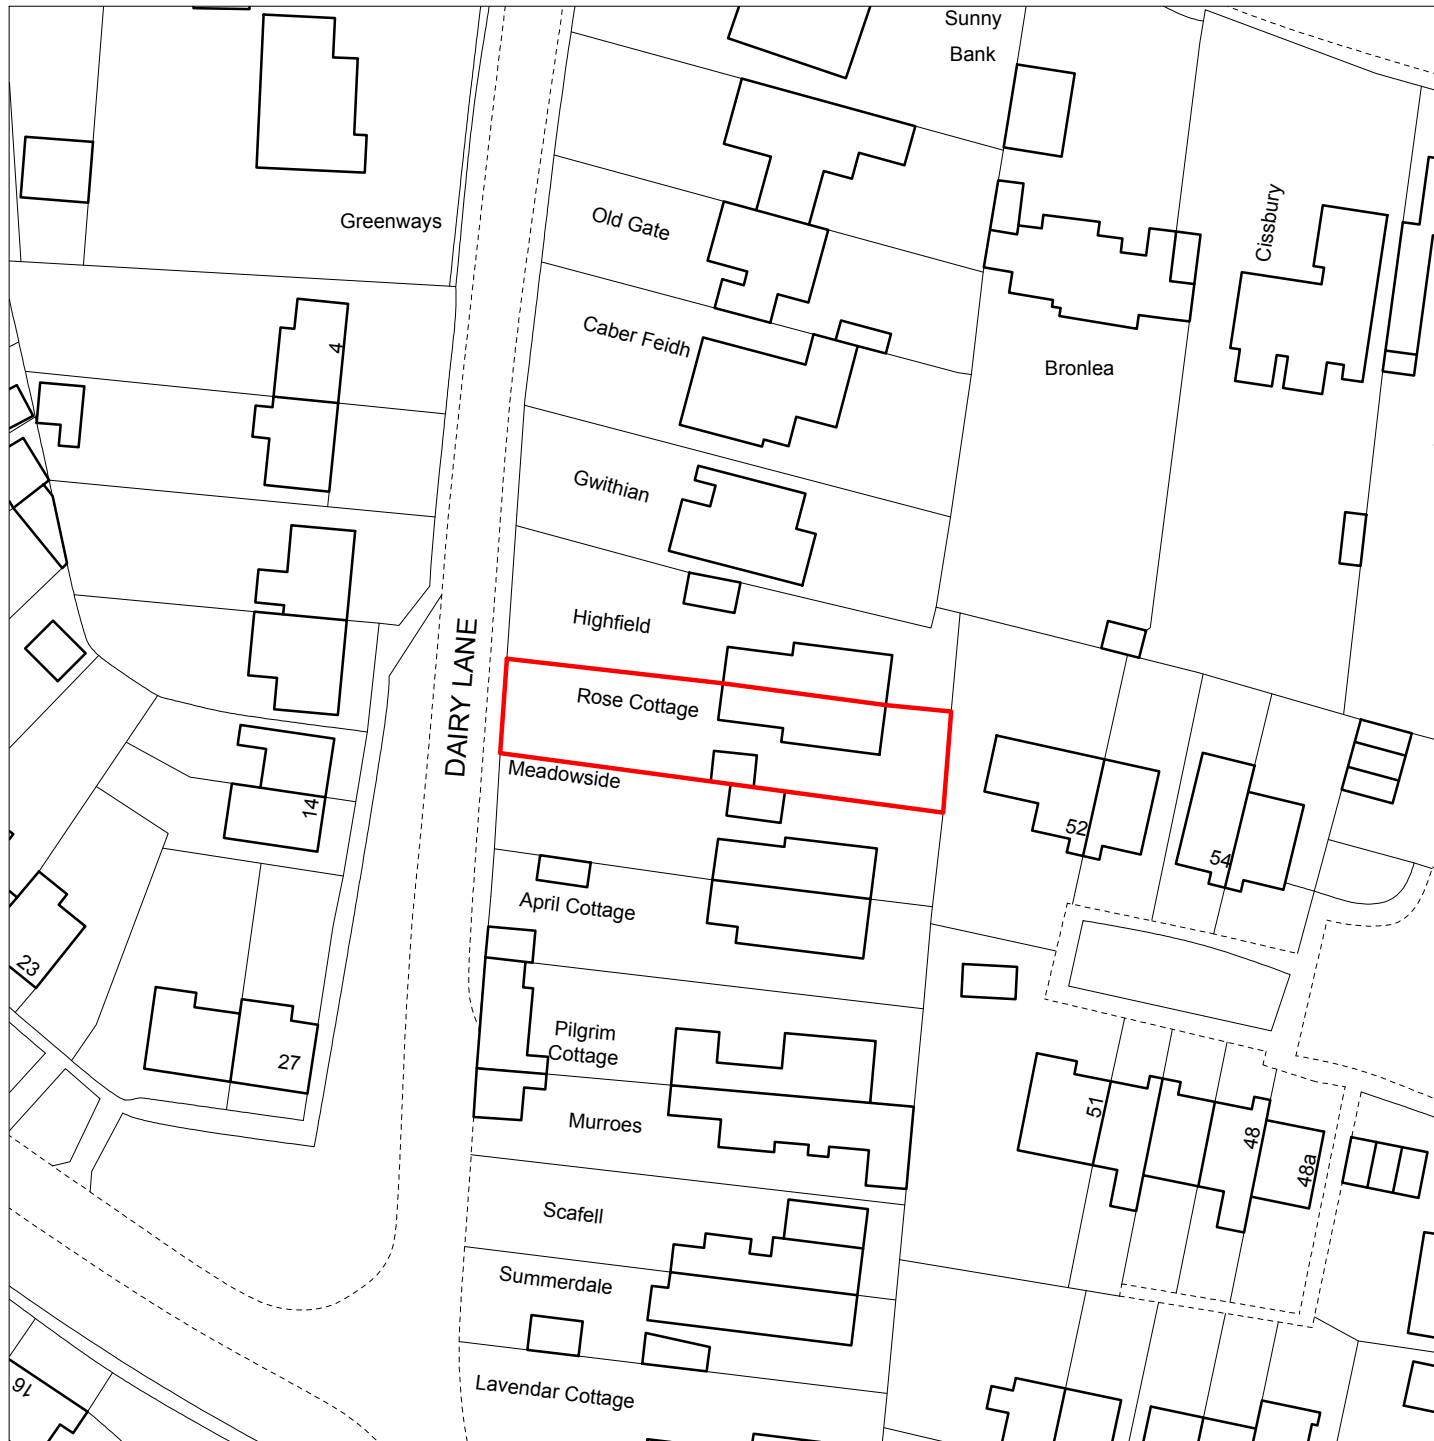 Sunny
Bank
Greenways
Old Gate
Cissbury
Caber Feidh
4
Bronlea
Gwithian
Highfield
DAIRY LANE
Rose Cottage
Meadowside
14
52
54
April Cottage
23
Pilgrim
Cottage
27
Murroes
51
48
48a
Scafell
Summerdale
16
Lavendar Cottage